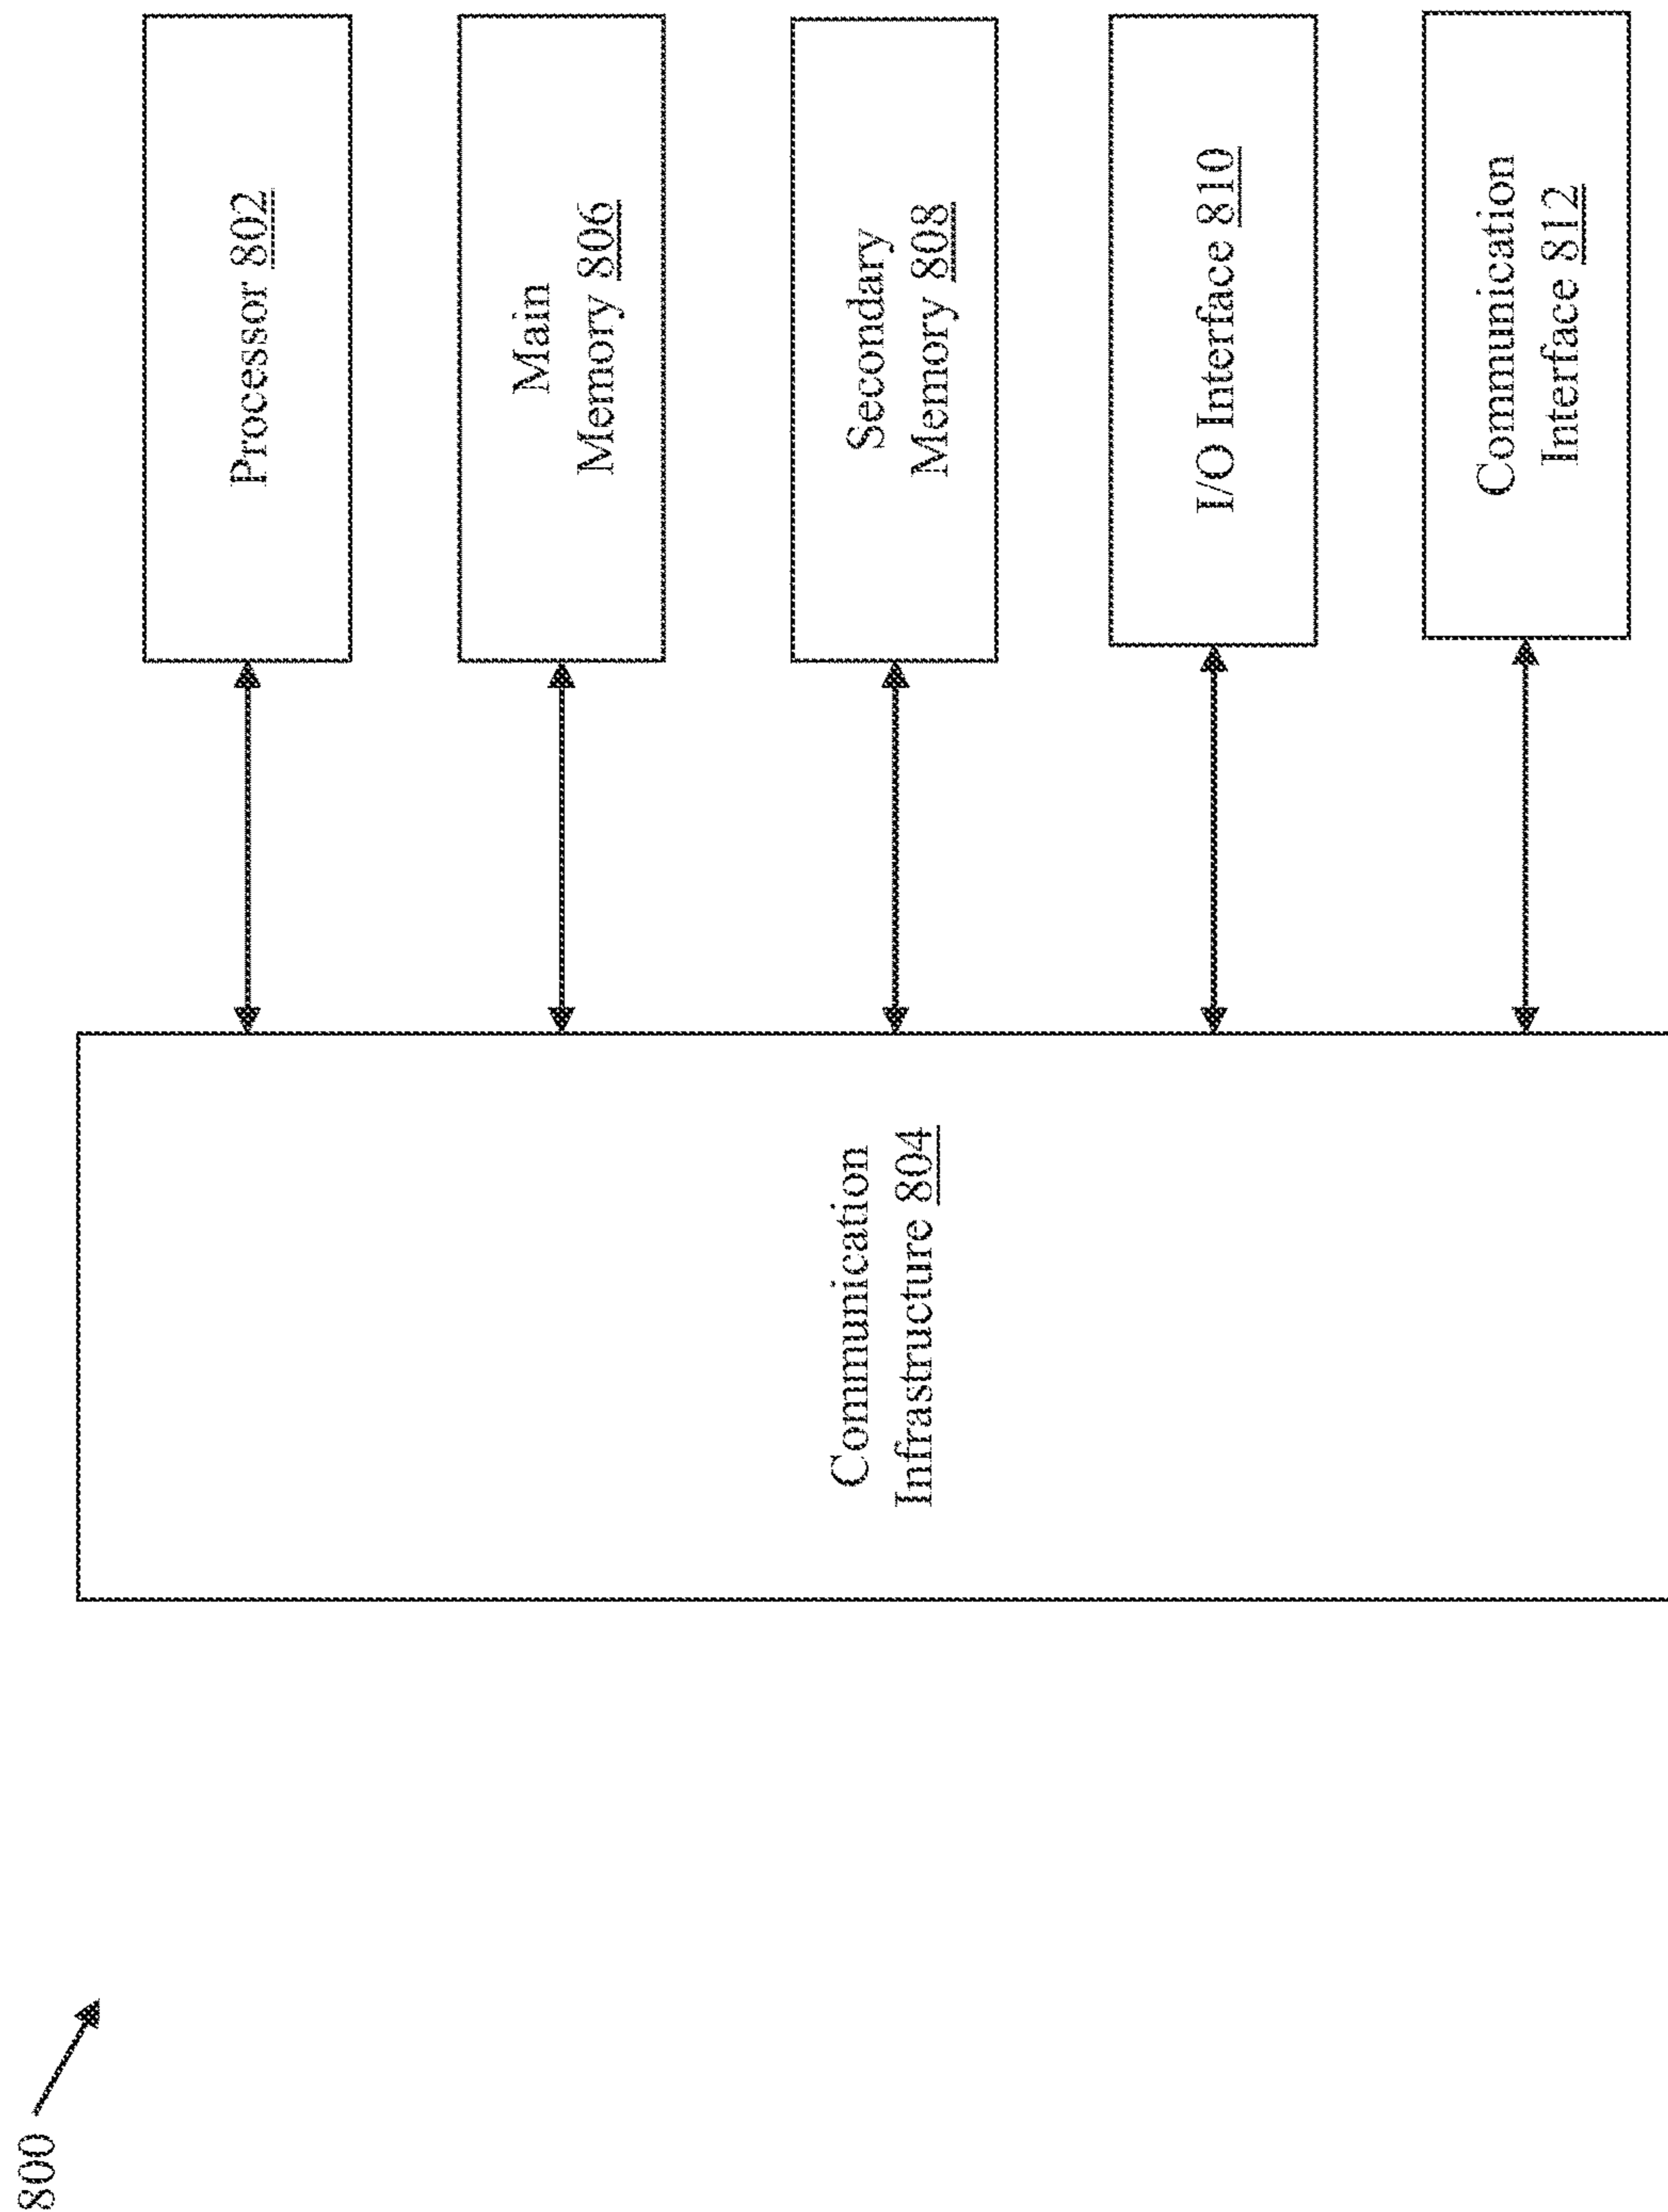 800
Communication
Infrastructure 804
Processor 802
Main
Memory 806
Secondary
Memory 808
I/O Interface 810
Communication
Interface 812